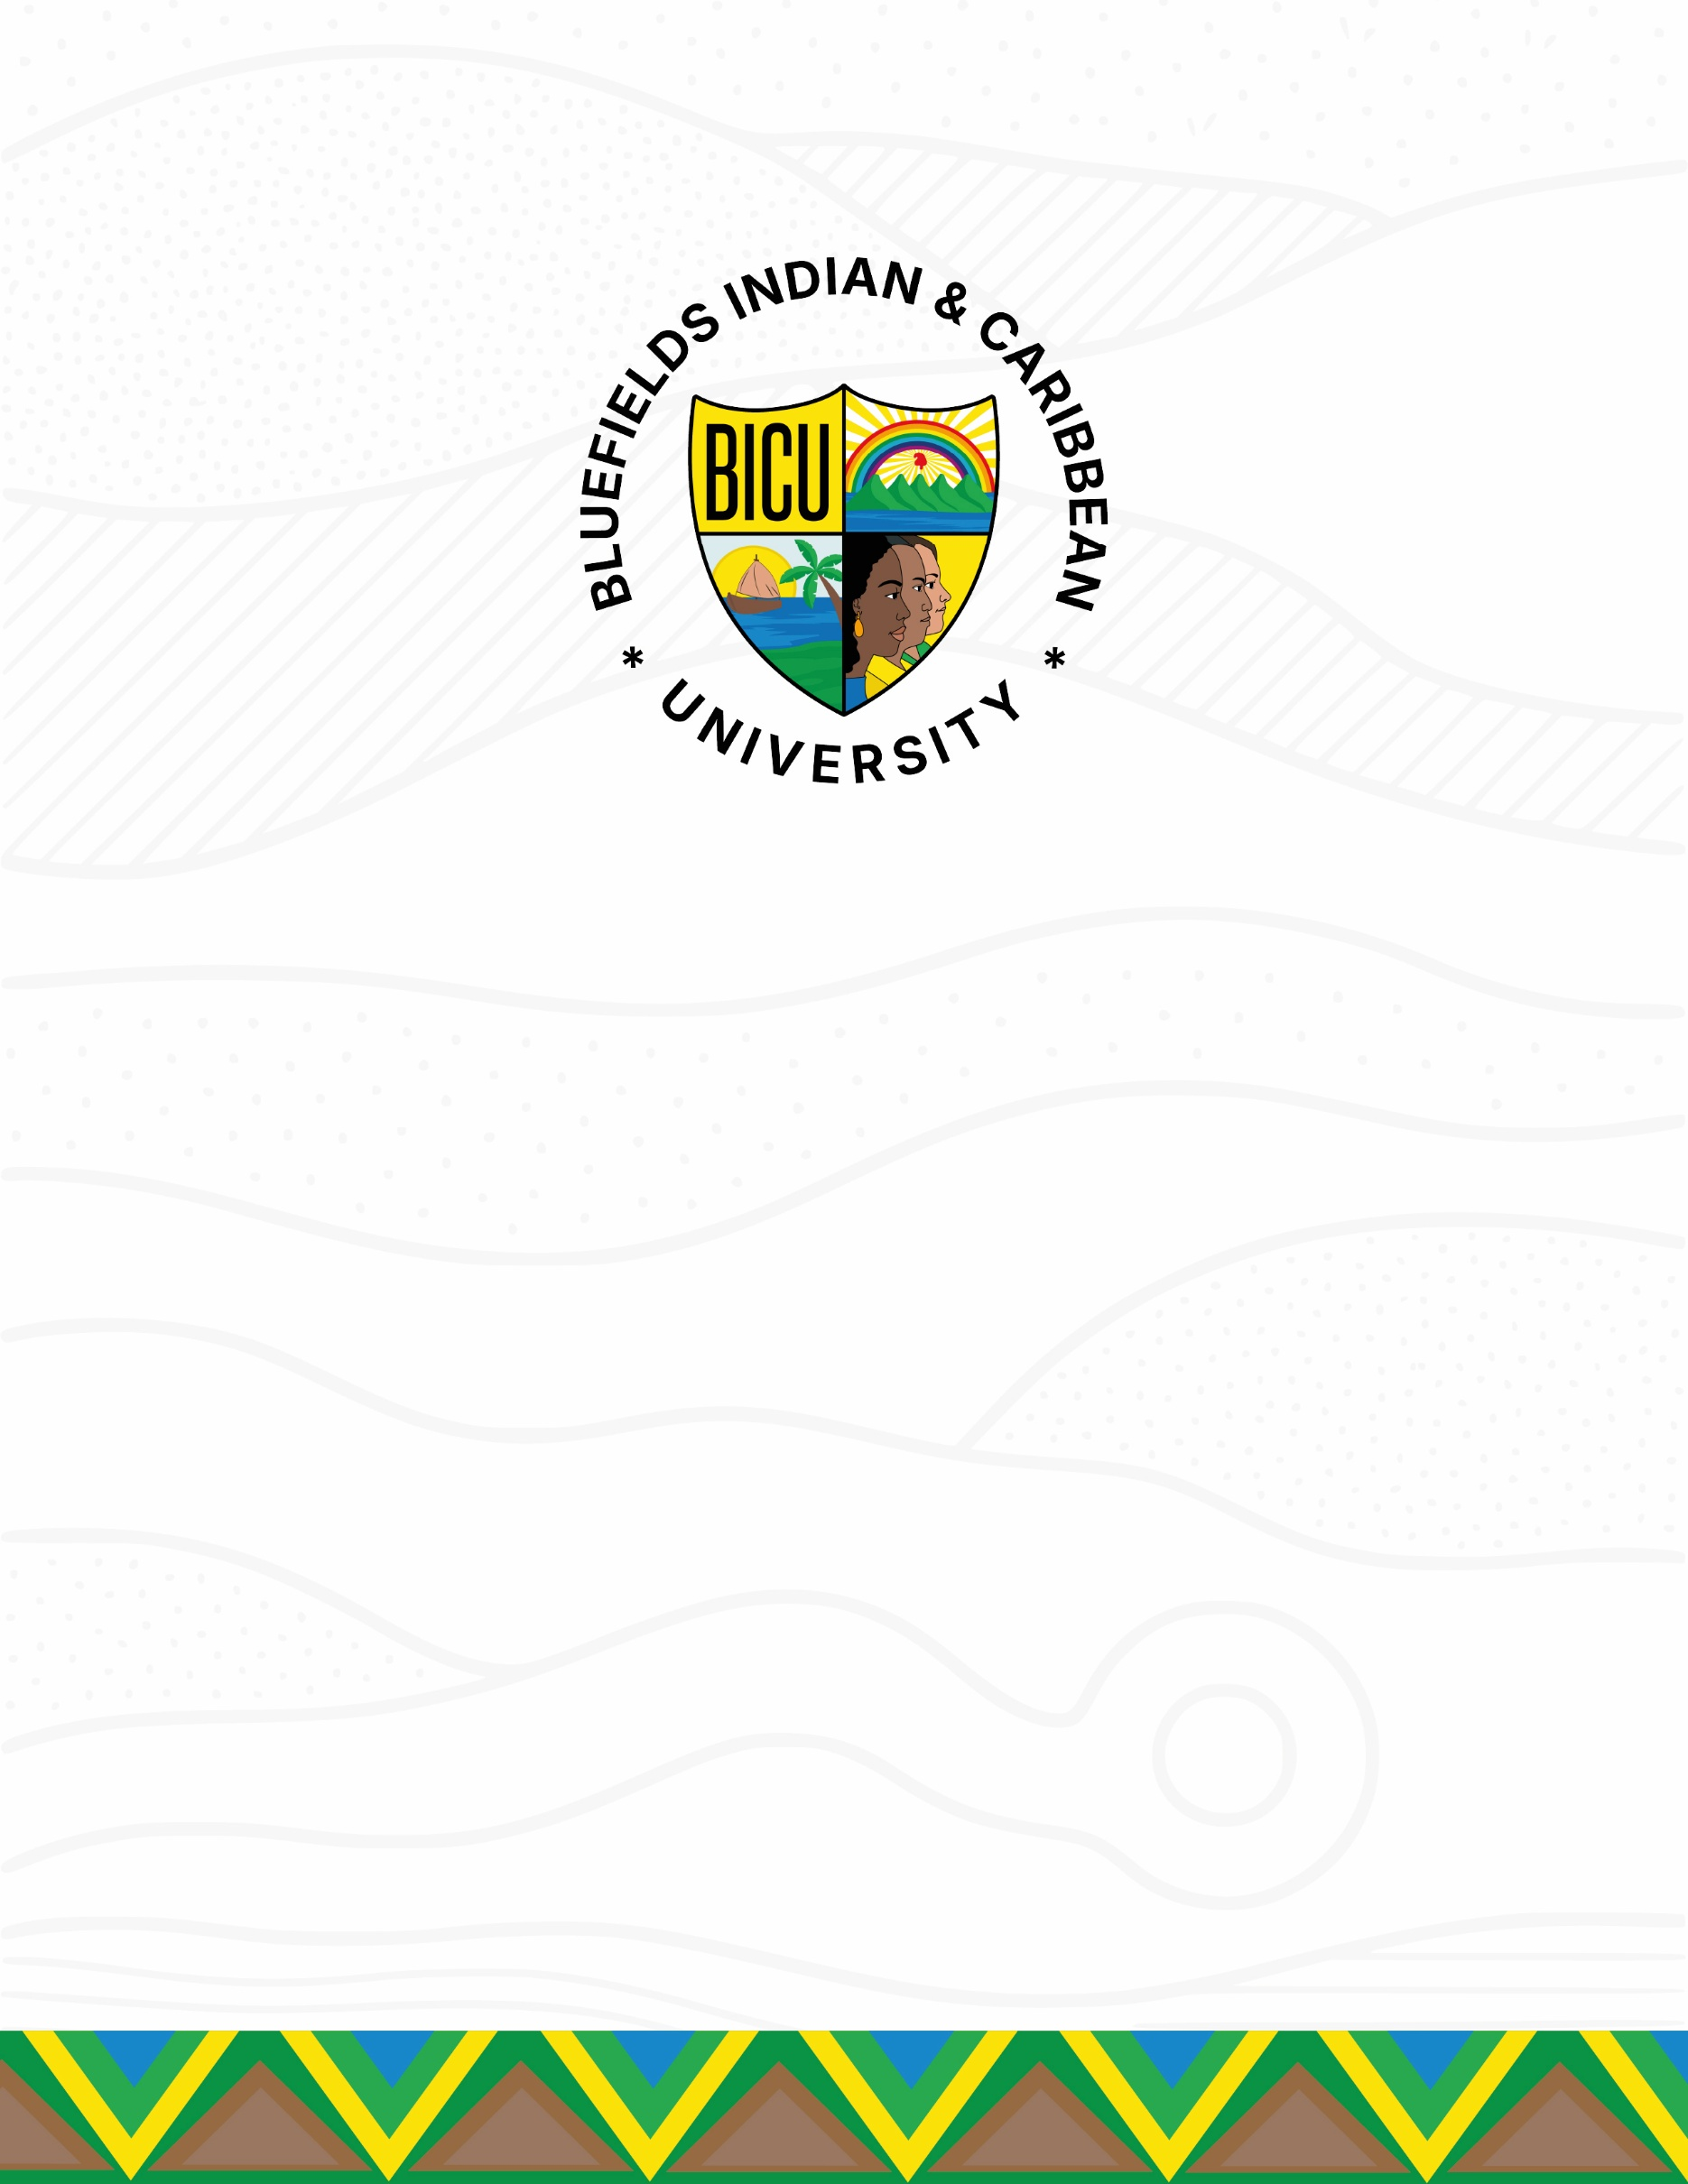 BLUEFIELDS INDIAN & CARIBBEAN
BICU
* UNIVERSITY *